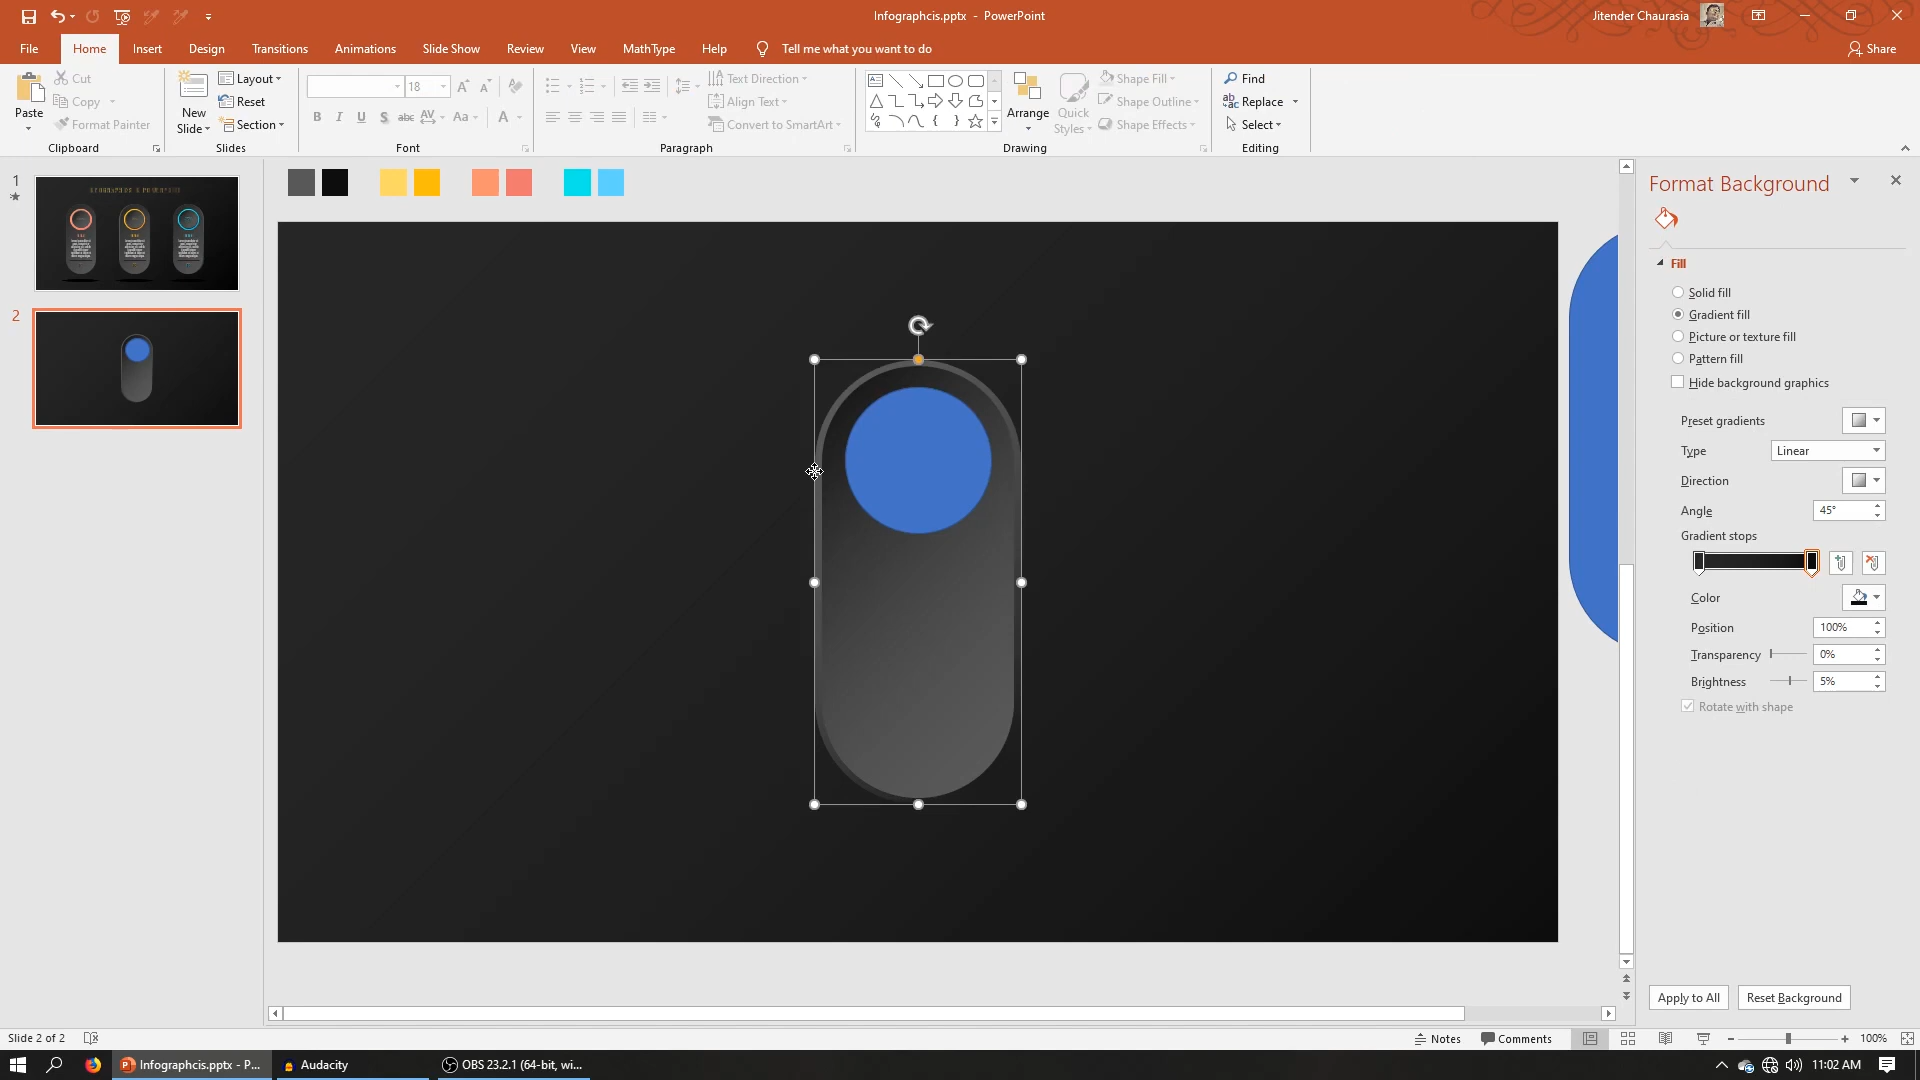 Infographcis.pptx - PowerPoint
Jitender Chaurasia
File Home Insert Design Transitions Animations Slide Show Review View MathType Help Tell me what you want to do
Share
Paste
Cut
Copy
Format Painter
Clipboard
New Slide
Layout
Reset
Section
Slides
18
B I U S abc AV Aa A
Font
Text Direction
Align Text
Convert to SmartArt
Paragraph
Arrange
Quick Styles
Shape Fill
Shape Outline
Shape Effects
Drawing
Find
Replace
Select
Editing
1
2
Format Background
Fill
Solid fill
Gradient fill
Picture or texture fill
Pattern fill
Hide background graphics
Preset gradients
Type Linear
Direction
Angle 45°
Gradient stops
Color
Position 100%
Transparency 0%
Brightness 5%
Rotate with shape
Apply to All Reset Background
Slide 2 of 2
Notes Comments 100%
Infographcis.pptx - P...
Audacity
OBS 23.2.1 (64-bit, wi...
11:02 AM